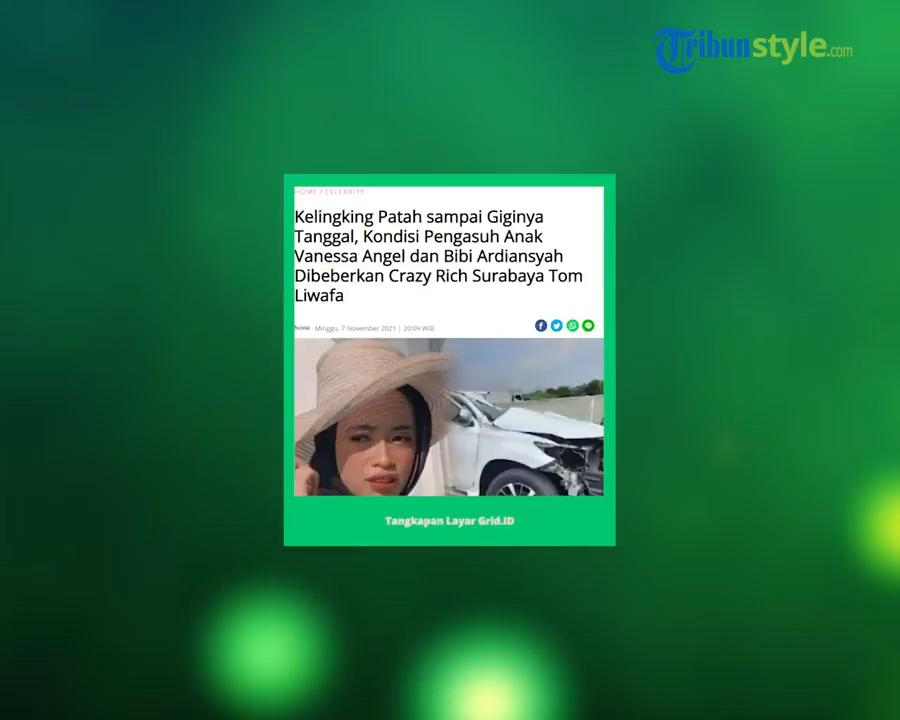 Tribunstyle.com
HOME / CELEBRITY
Kelingking Patah sampai Giginya
Tanggal, Kondisi Pengasuh Anak
Vanessa Angel dan Bibi Ardiansyah
Dibeberkan Crazy Rich Surabaya Tom
Liwafa
Novia - Minggu, 7 November 2021 | 20:09 WIB
Tangkapan Layar Grid.ID